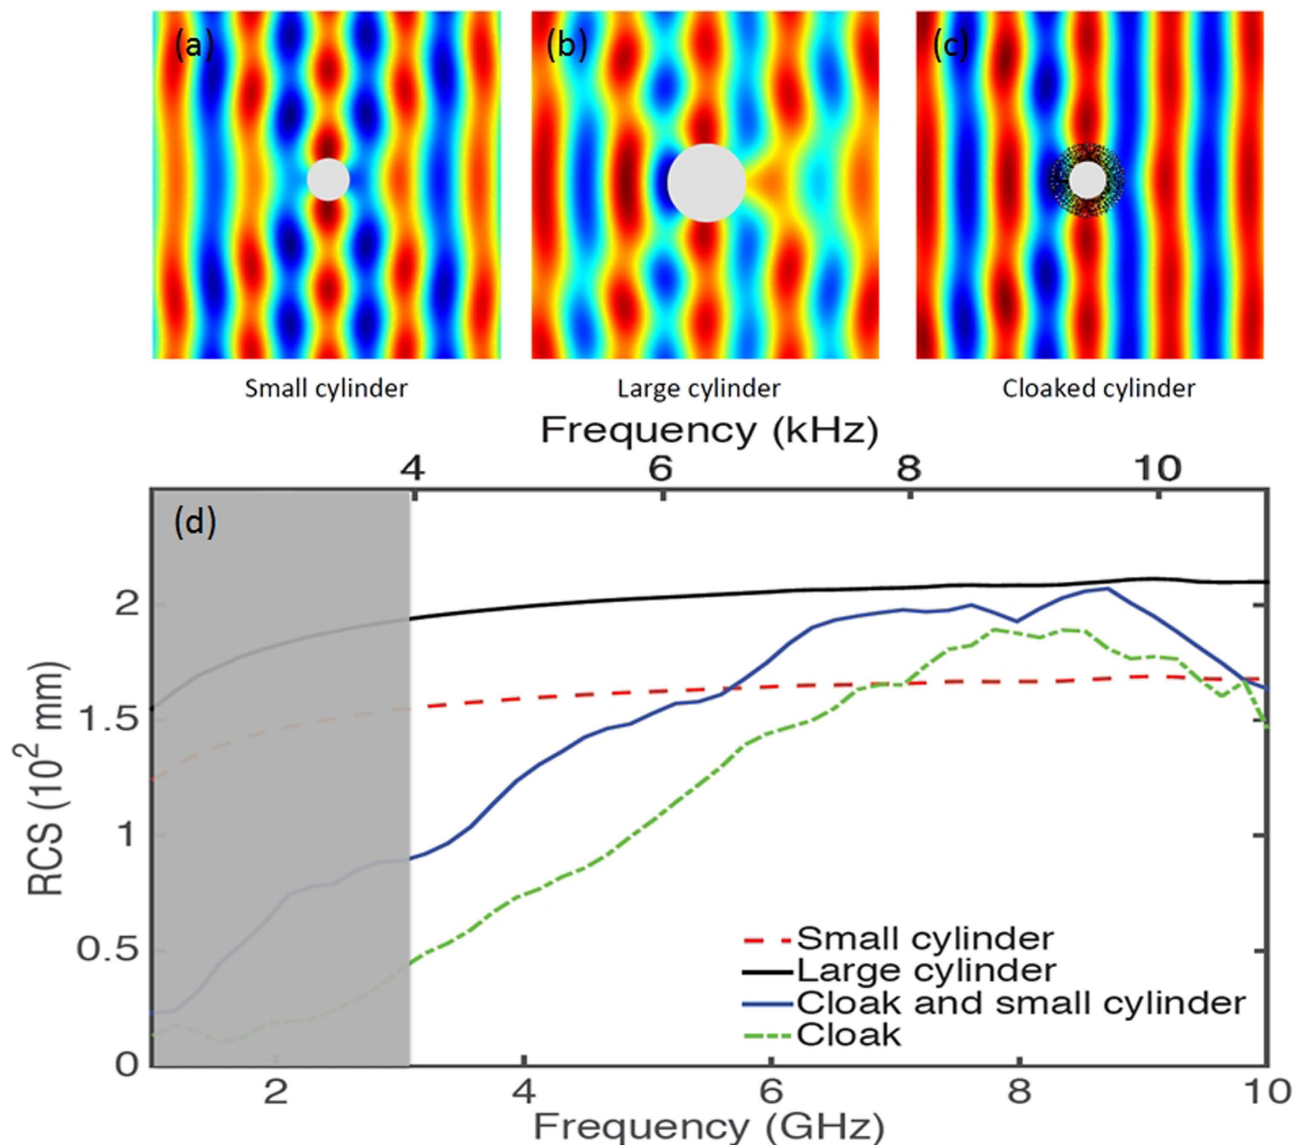 (a) (b) (c)
Small cylinder Large cylinder Cloaked cylinder
Frequency (kHz)
4 6 8 10
(d)
2
1.5
1
0.5
0
RCS (10² mm)
Small cylinder
Large cylinder
Cloak and small cylinder
Cloak
2 4 6 8 10
Frequency (GHz)